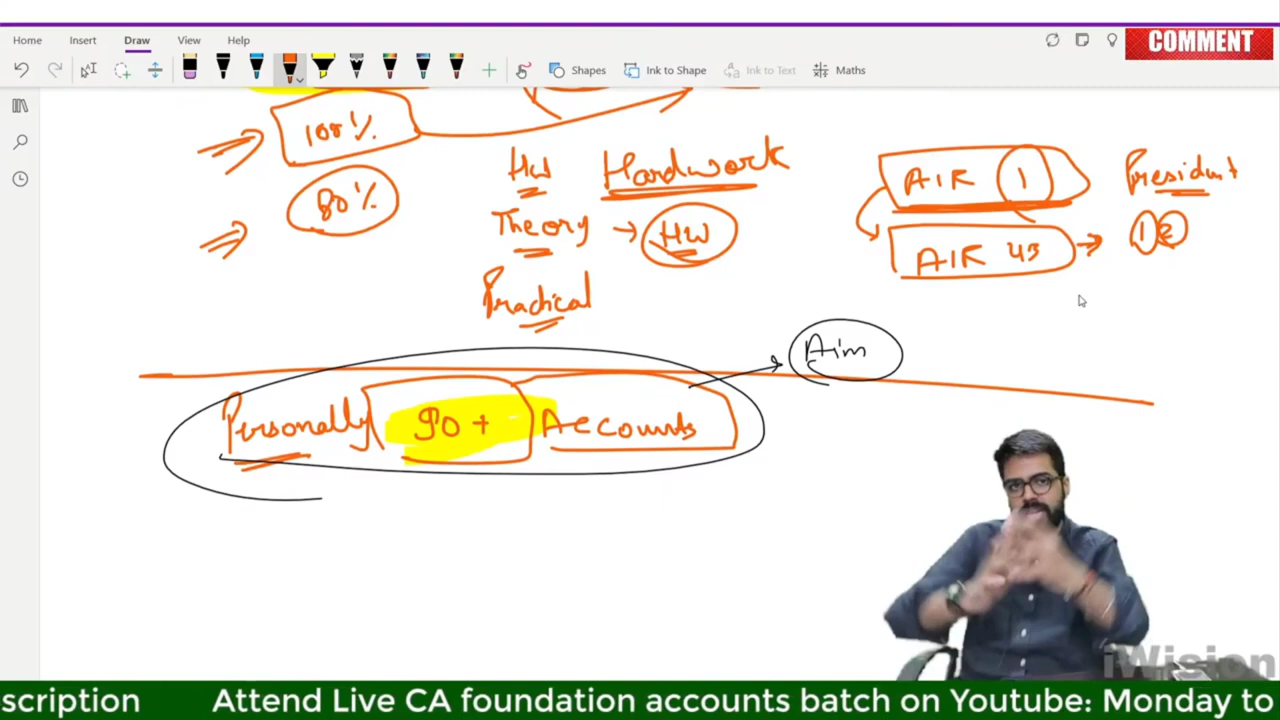 Home Insert Draw View Help
COMMENT
Shapes Ink to Shape Ink to Text Maths
100%
80%
HW Hardwork
Theory → HW
Practical
AIR 1 President
AIR 43 → 1 2
Aim
Personally 90+ Accounts
iWision
scription Attend Live CA foundation accounts batch on Youtube: Monday to